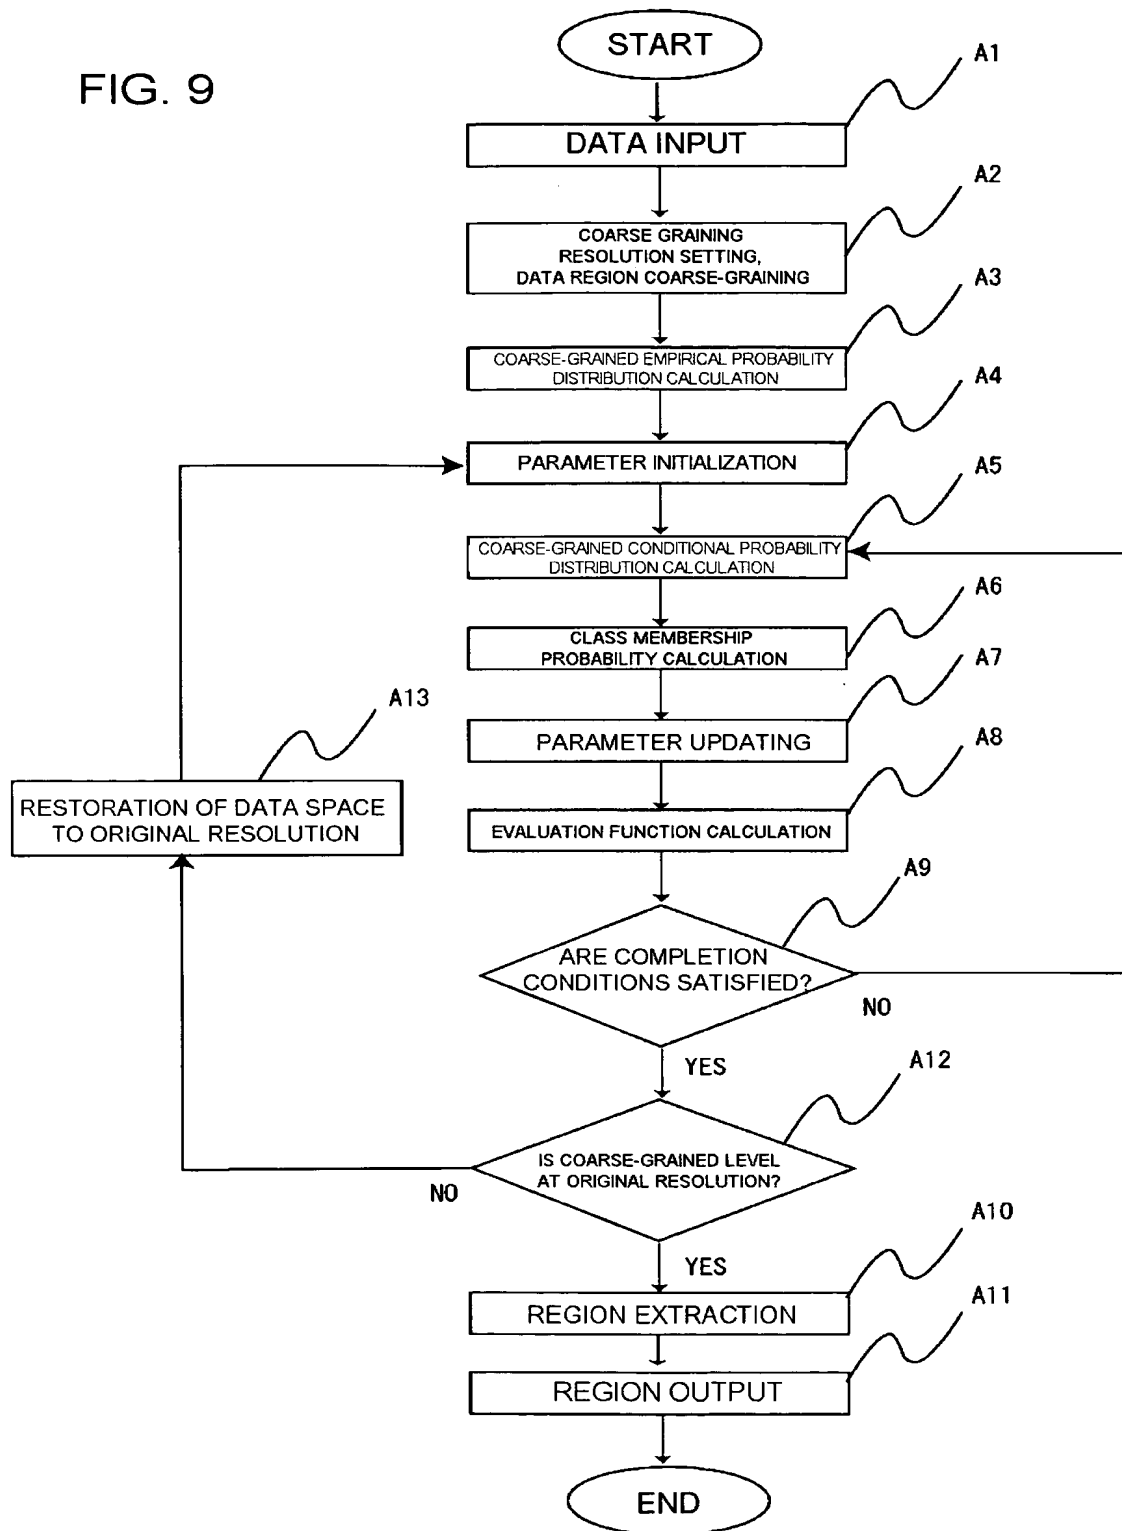 FIG. 9
START
A1
DATA INPUT
A2
COARSE GRAINING
RESOLUTION SETTING,
DATA REGION COARSE-GRAINING
A3
COARSE-GRAINED EMPIRICAL PROBABILITY
DISTRIBUTION CALCULATION
A4
PARAMETER INITIALIZATION
A5
COARSE-GRAINED CONDITIONAL PROBABILITY
DISTRIBUTION CALCULATION
A6
CLASS MEMBERSHIP
PROBABILITY CALCULATION
A7
PARAMETER UPDATING
A8
EVALUATION FUNCTION CALCULATION
A13
RESTORATION OF DATA SPACE
TO ORIGINAL RESOLUTION
A9
ARE COMPLETION
CONDITIONS SATISFIED?
NO
YES
A12
IS COARSE-GRAINED LEVEL
AT ORIGINAL RESOLUTION?
NO
YES
A10
REGION EXTRACTION
A11
REGION OUTPUT
END